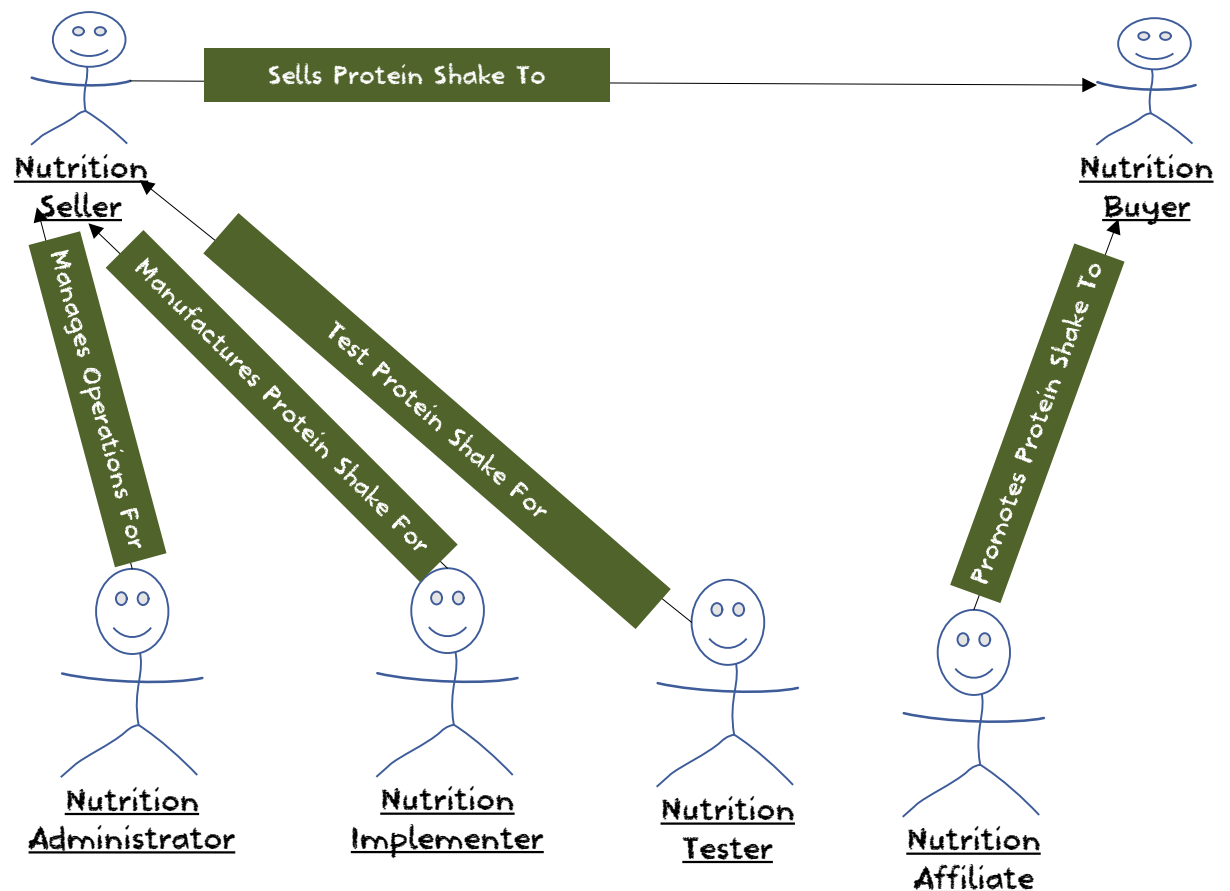 Sells Protein Shake To
Nutrition
Seller
Nutrition
Buyer
Manages Operations For
Manufactures Protein Shake For
Test Protein Shake For
Promotes Protein Shake To
Nutrition
Administrator
Nutrition
Implementer
Nutrition
Tester
Nutrition
Affiliate